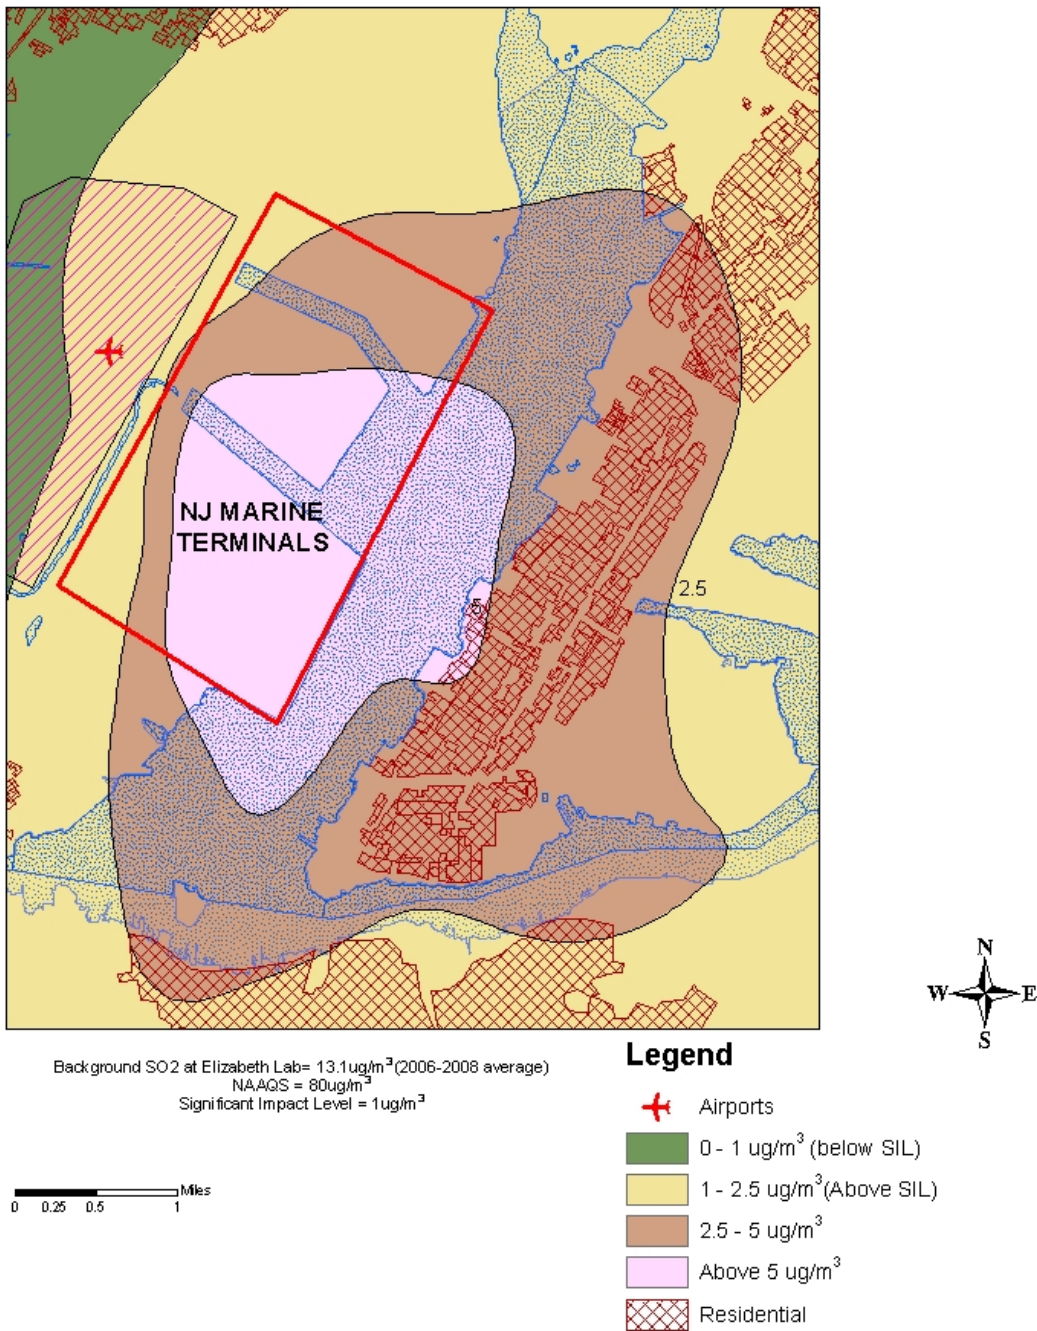 NJ MARINE
TERMINALS
2.5
5
N
W E
S
Background SO2 at Elizabeth Lab= 13.1ug/m³(2006-2008 average)
NAAQS = 80ug/m³
Significant Impact Level = 1ug/m³
Miles
0 0.25 0.5 1
Legend
Airports
0 - 1 ug/m³ (below SIL)
1 - 2.5 ug/m³(Above SIL)
2.5 - 5 ug/m³
Above 5 ug/m³
Residential